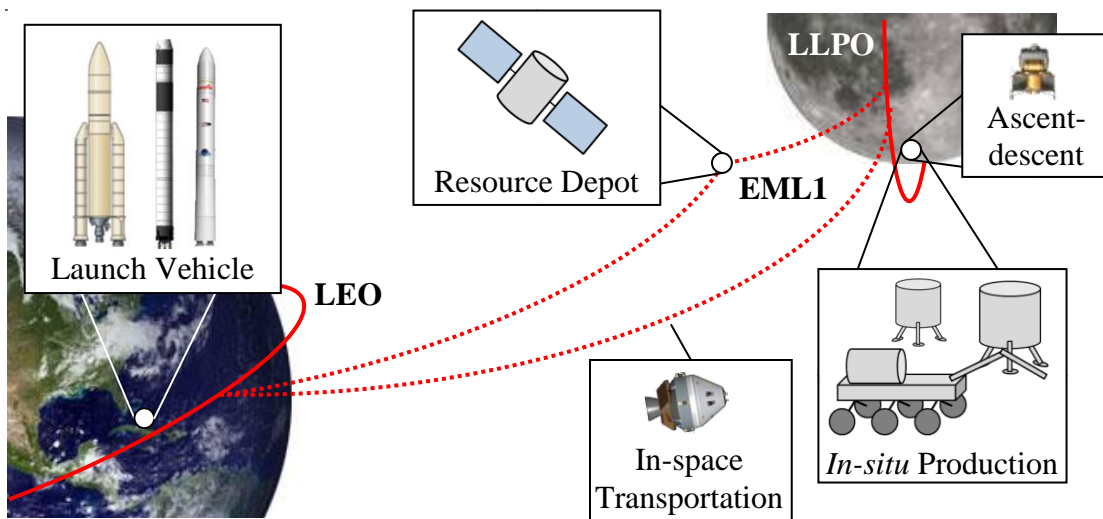 LLPO
Ascent-
descent
Resource Depot
EML1
Launch Vehicle
LEO
In-space
Transportation
In-situ Production